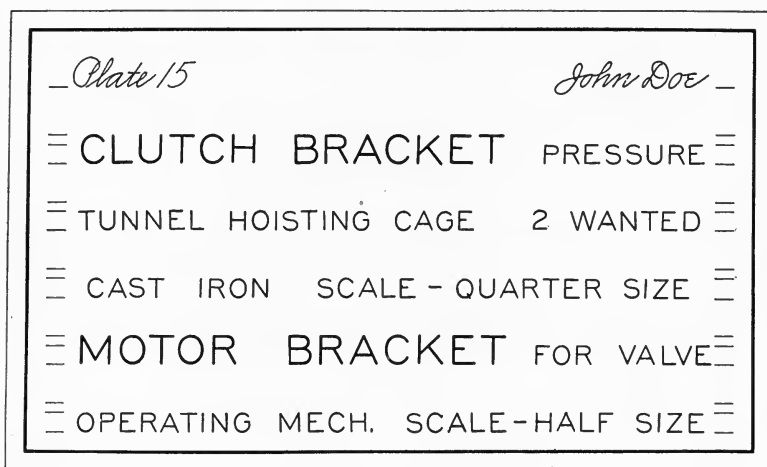 Plate 15 John Doe
CLUTCH BRACKET PRESSURE
TUNNEL HOISTING CAGE 2 WANTED
CAST IRON SCALE - QUARTER SIZE
MOTOR BRACKET FOR VALVE
OPERATING MECH. SCALE-HALF SIZE